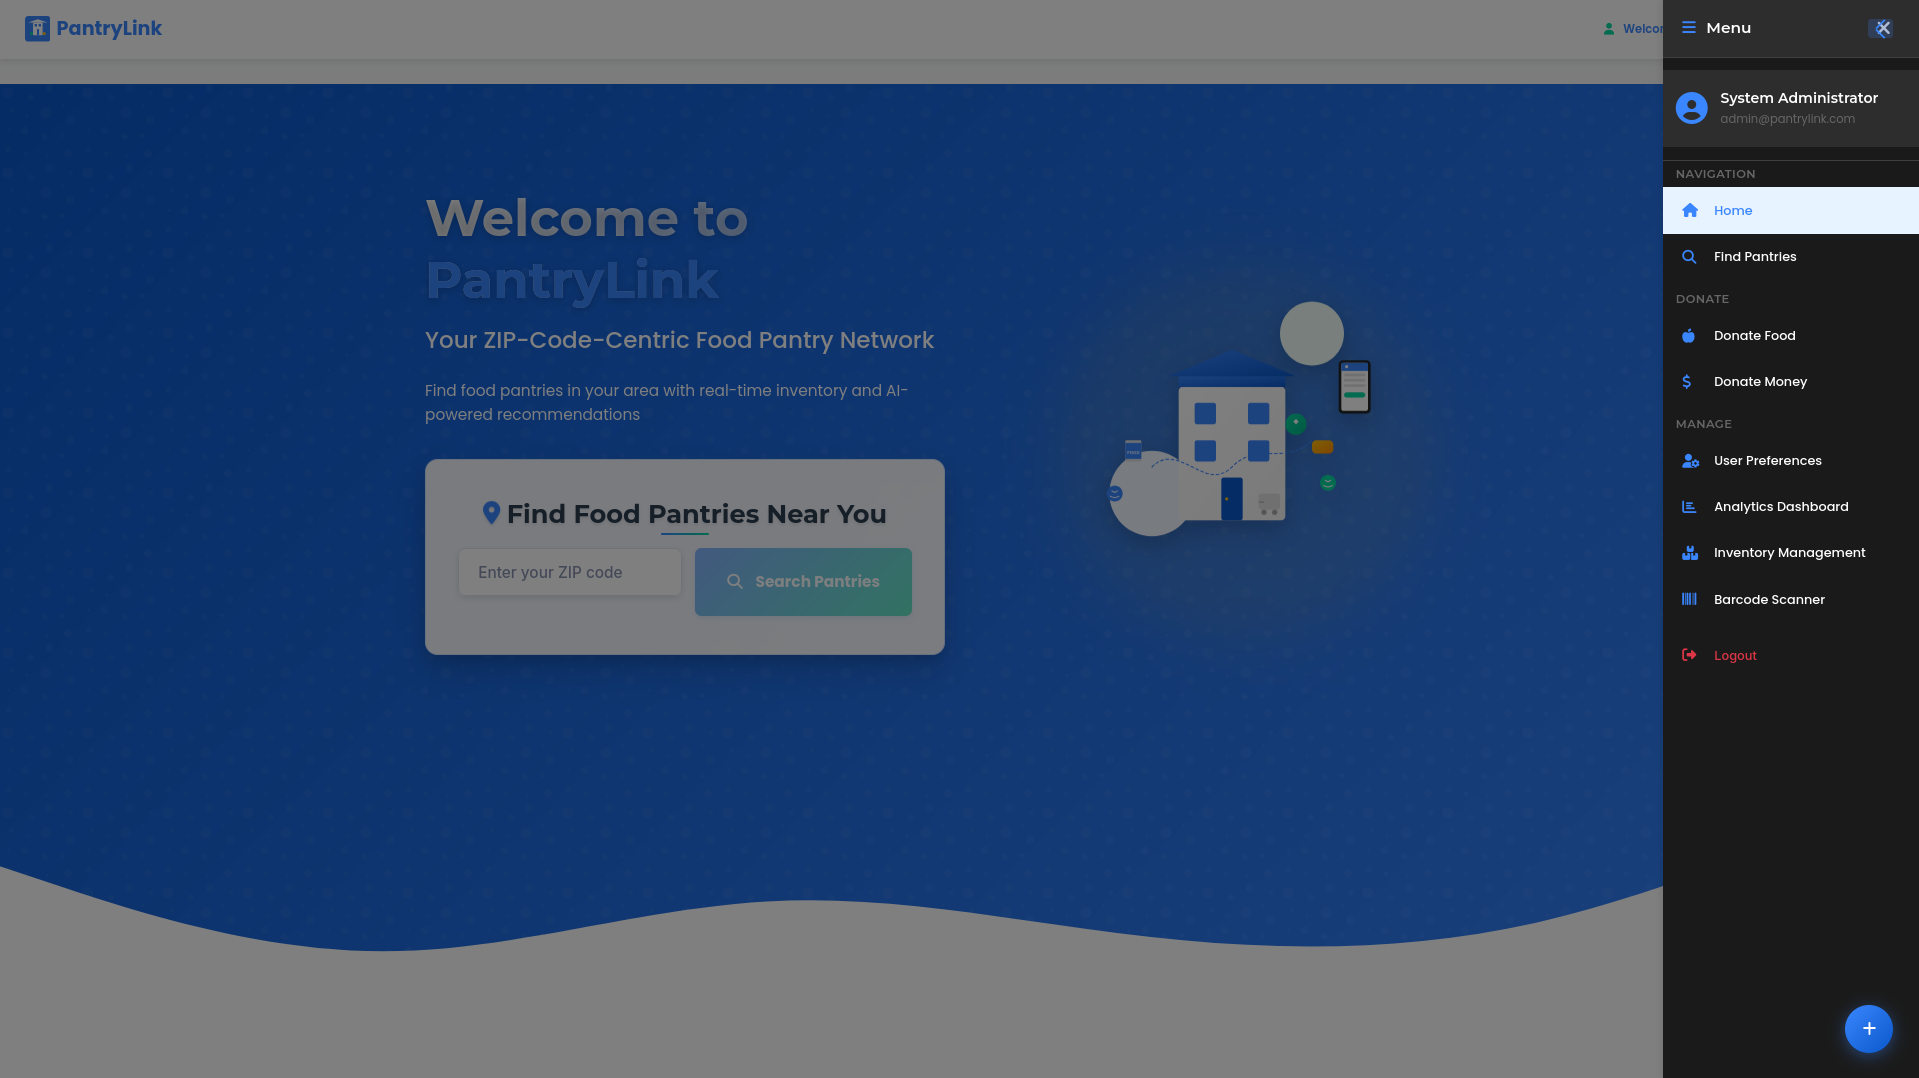 PantryLink
Welcor
Menu
System Administrator
admin@pantrylink.com
NAVIGATION
Home
Find Pantries
DONATE
Donate Food
Donate Money
MANAGE
User Preferences
Analytics Dashboard
Inventory Management
Barcode Scanner
Logout
Welcome to
PantryLink
Your ZIP-Code-Centric Food Pantry Network
Find food pantries in your area with real-time inventory and AI-
powered recommendations
Find Food Pantries Near You
Enter your ZIP code
Search Pantries